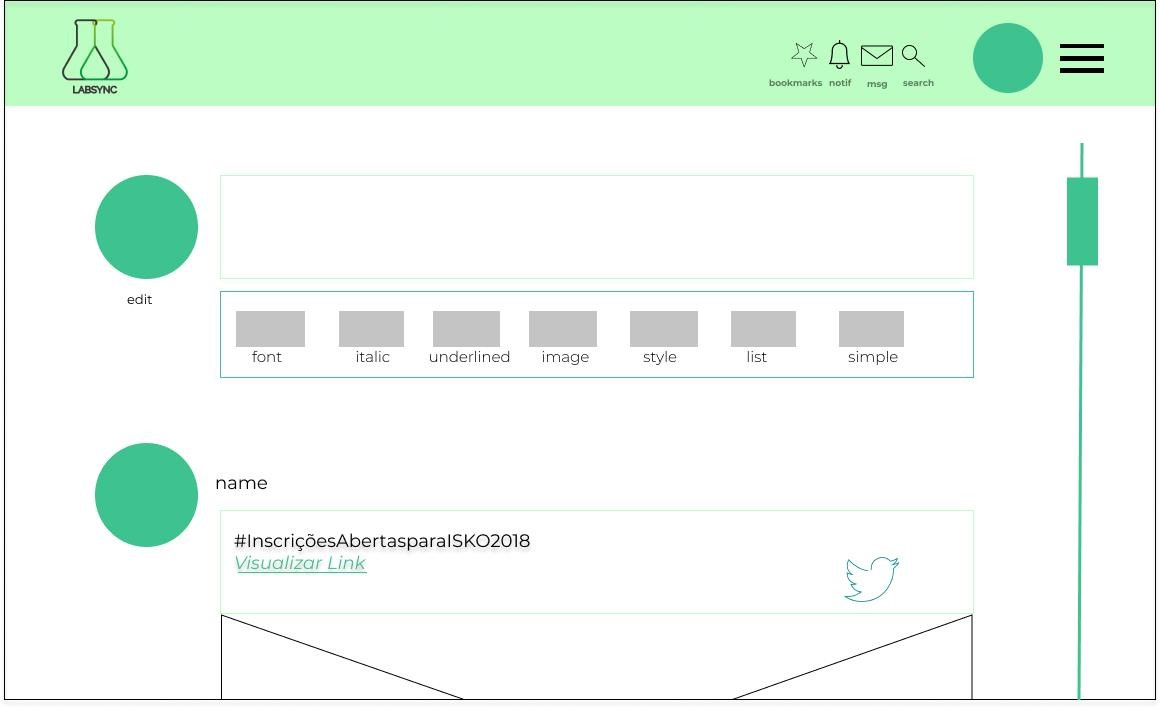 LABSYNC
bookmarks notif msg search
edit
font italic underlined image style list simple
name
#InscriçõesAbertasparaISKO2018
Visualizar Link